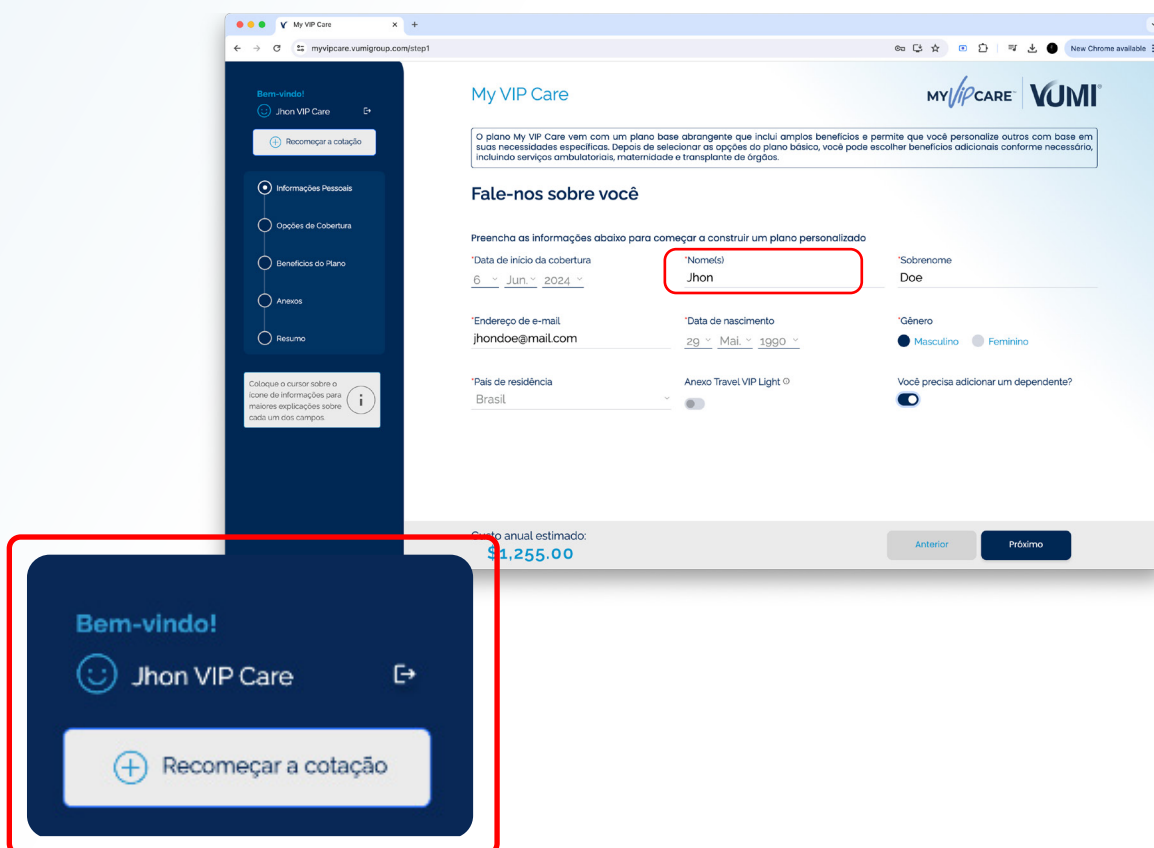 My VIP Care
myvipcare.vumigroup.com/step1
New Chrome available
Bem-vindo!
Jhon VIP Care
Recomeçar a cotação
Informações Pessoais
Opções de Cobertura
Benefícios do Plano
Anexos
Resumo
Coloque o cursor sobre o
ícone de informações para
maiores explicações sobre
cada um dos campos
i
My VIP Care
MY VIP CARE™ VUMI®
O plano My VIP Care vem com um plano base abrangente que inclui amplos benefícios e permite que você personalize outros com base em
suas necessidades específicas. Depois de selecionar as opções do plano básico, você pode escolher benefícios adicionais conforme necessário,
incluindo serviços ambulatoriais, maternidade e transplante de órgãos.
Fale-nos sobre você
Preencha as informações abaixo para começar a construir um plano personalizado
*Data de início da cobertura
6 Jun. 2024
*Nome(s)
Jhon
*Sobrenome
Doe
*Endereço de e-mail
jhondoe@mail.com
*Data de nascimento
29 Mai. 1990
*Gênero
Masculino Feminino
*País de residência
Brasil
Anexo Travel VIP Light
Você precisa adicionar um dependente?
Custo anual estimado:
$1,255.00
Anterior
Próximo
Bem-vindo!
Jhon VIP Care
Recomeçar a cotação